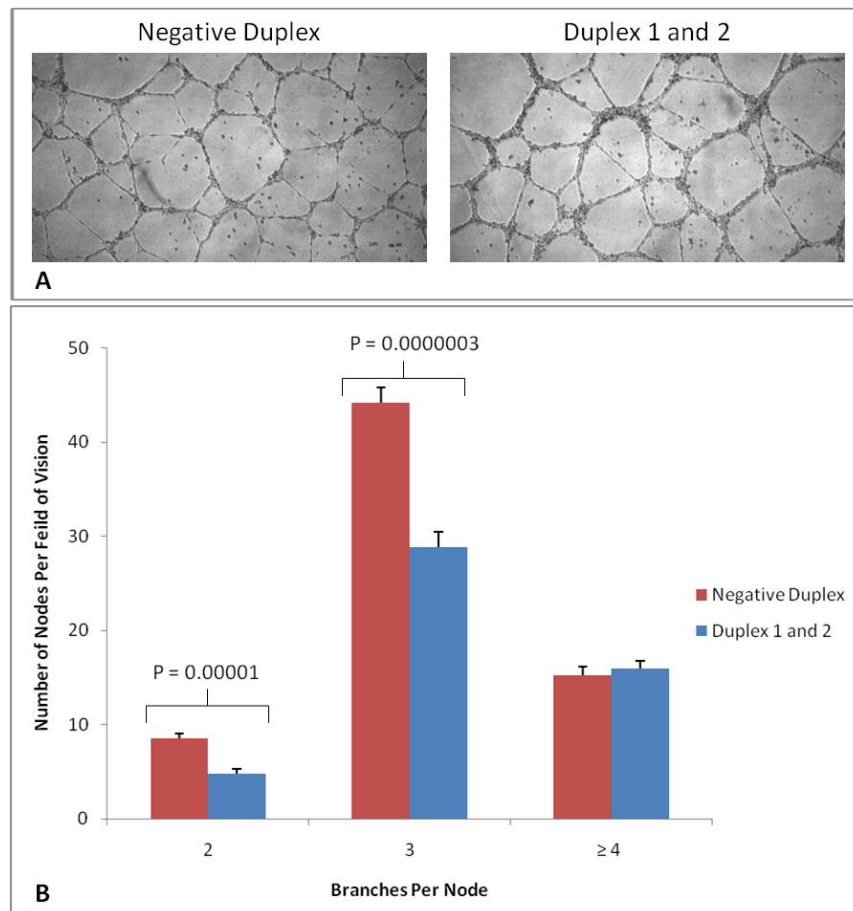 Negative Duplex
Duplex 1 and 2
A
P = 0.0000003
P = 0.00001
50
40
30
20
10
0
Number of Nodes Per Feild of Vision
2
3
≥ 4
Branches Per Node
Negative Duplex
Duplex 1 and 2
B